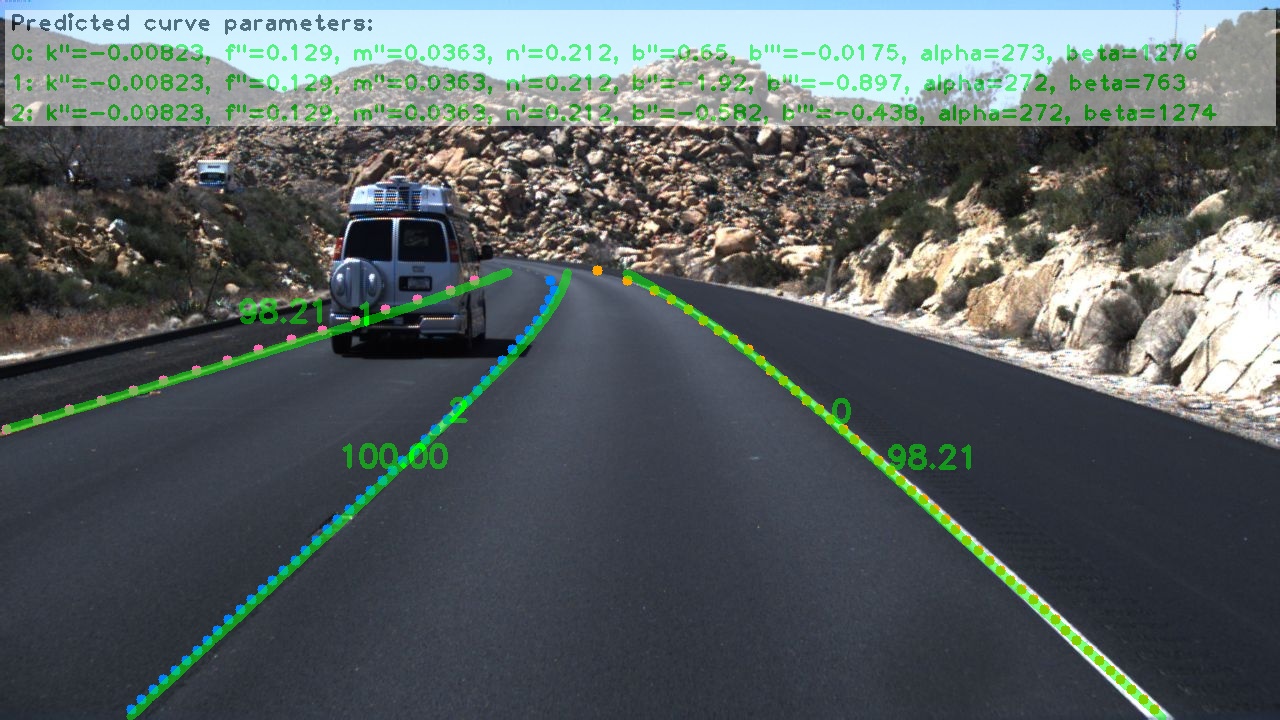 Predicted curve parameters:
0: k''=-0.00823, f''=0.129, m''=0.0363, n'=0.212, b''=0.65, b'''=-0.0175, alpha=273, beta=1276
1: k''=-0.00823, f''=0.129, m''=0.0363, n'=0.212, b''=-1.92, b'''=-0.897, alpha=272, beta=763
2: k''=-0.00823, f''=0.129, m''=0.0363, n'=0.212, b''=-0.582, b'''=-0.438, alpha=272, beta=1274
98.21
1
2
0
100.00
98.21